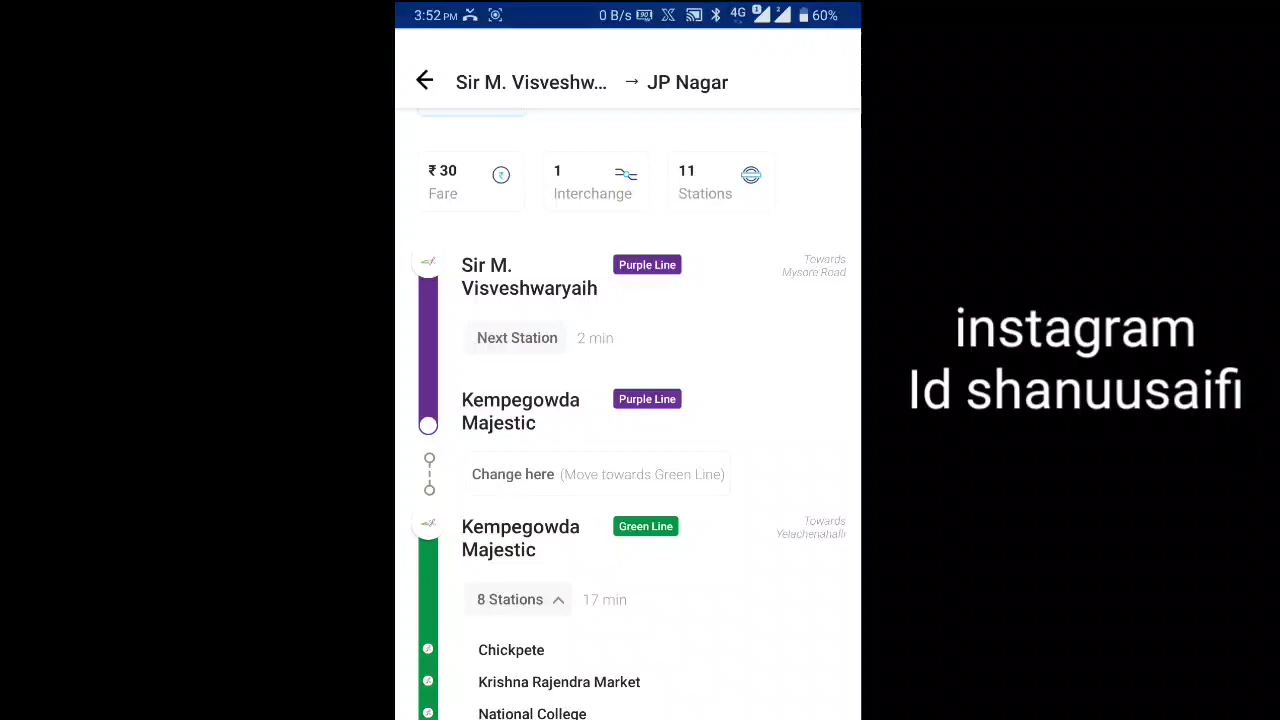 3:52 PM
0 B/s 4G 60%
Sir M. Visveshw... → JP Nagar
₹ 30
Fare
1
Interchange
11
Stations
Sir M.
Visveshwaryaih
Purple Line
Towards
Mysore Road
Next Station 2 min
Kempegowda
Majestic
Purple Line
Change here (Move towards Green Line)
Kempegowda
Majestic
Green Line
Towards
Yelachenahalli
8 Stations 17 min
Chickpete
Krishna Rajendra Market
National College
instagram
Id shanuusaifi